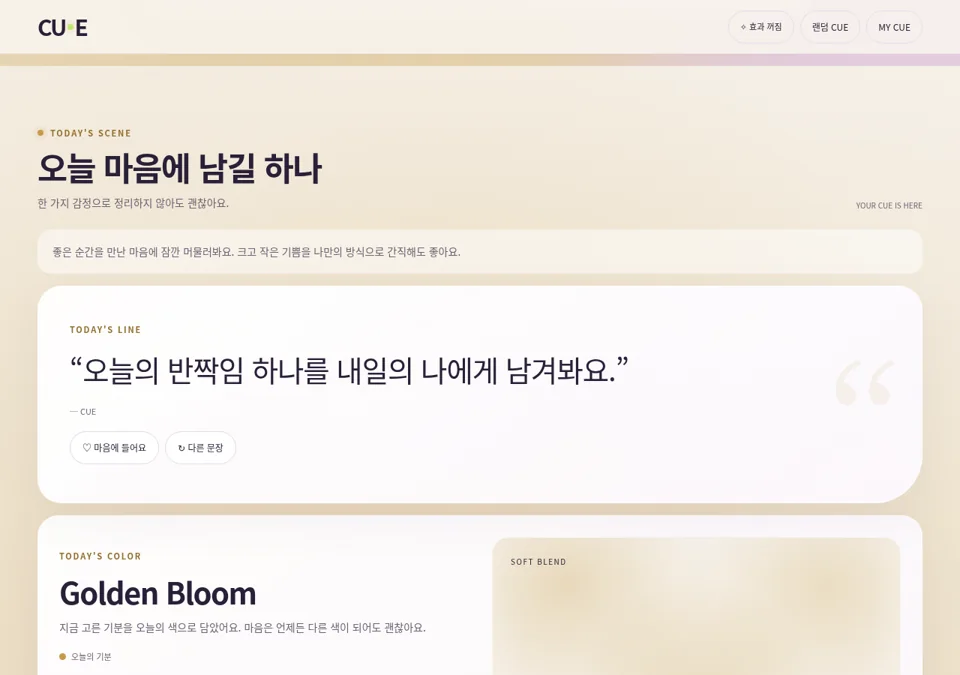 CU•E
✧ 효과 꺼짐
랜덤 CUE
MY CUE
TODAY'S SCENE
오늘 마음에 남길 하나
한 가지 감정으로 정리하지 않아도 괜찮아요.
YOUR CUE IS HERE
좋은 순간을 만난 마음에 잠깐 머물러봐요. 크고 작은 기쁨을 나만의 방식으로 간직해도 좋아요.
TODAY'S LINE
“오늘의 반짝임 하나를 내일의 나에게 남겨봐요.”
— CUE
♡ 마음에 들어요
↻ 다른 문장
TODAY'S COLOR
Golden Bloom
지금 고른 기분을 오늘의 색으로 담았어요. 마음은 언제든 다른 색이 되어도 괜찮아요.
오늘의 기분
SOFT BLEND